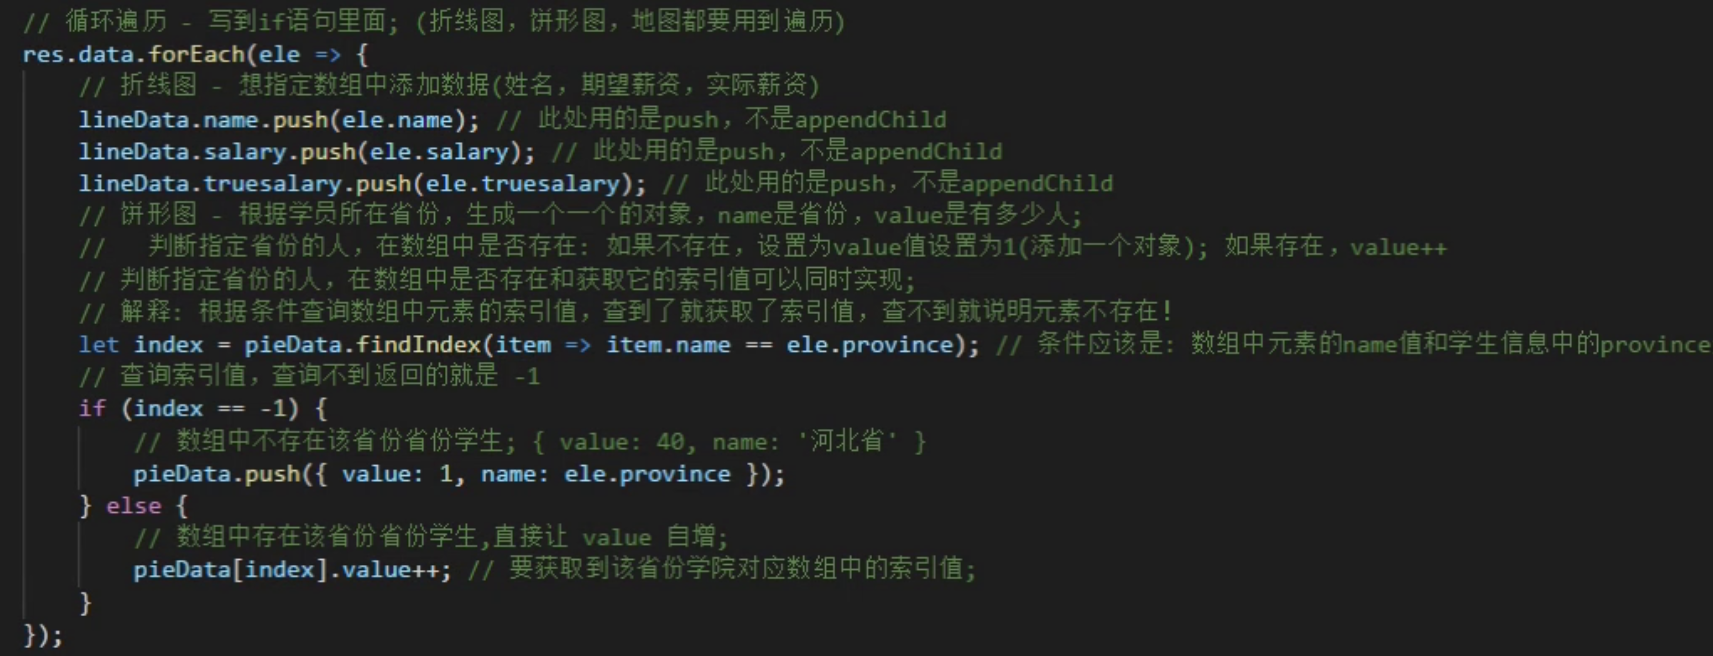 // 循环遍历 - 写到if语句里面; (折线图，饼形图，地图都要用到遍历)
res.data.forEach(ele => {
// 折线图 - 想指定数组中添加数据(姓名，期望薪资，实际薪资)
lineData.name.push(ele.name); // 此处用的是push，不是appendChild
lineData.salary.push(ele.salary); // 此处用的是push，不是appendChild
lineData.truesalary.push(ele.truesalary); // 此处用的是push，不是appendChild
// 饼形图 - 根据学员所在省份，生成一个一个的对象，name是省份，value是有多少人;
//   判断指定省份的人，在数组中是否存在: 如果不存在，设置为value值设置为1(添加一个对象); 如果存在，value++
// 判断指定省份的人，在数组中是否存在和获取它的索引值可以同时实现;
// 解释: 根据条件查询数组中元素的索引值，查到了就获取了索引值，查不到就说明元素不存在!
let index = pieData.findIndex(item => item.name == ele.province); // 条件应该是: 数组中元素的name值和学生信息中的province
// 查询索引值，查询不到返回的就是 -1
if (index == -1) {
// 数组中不存在该省份省份学生; { value: 40, name: '河北省' }
pieData.push({ value: 1, name: ele.province });
} else {
// 数组中存在该省份省份学生,直接让 value 自增;
pieData[index].value++; // 要获取到该省份学院对应数组中的索引值;
}
});